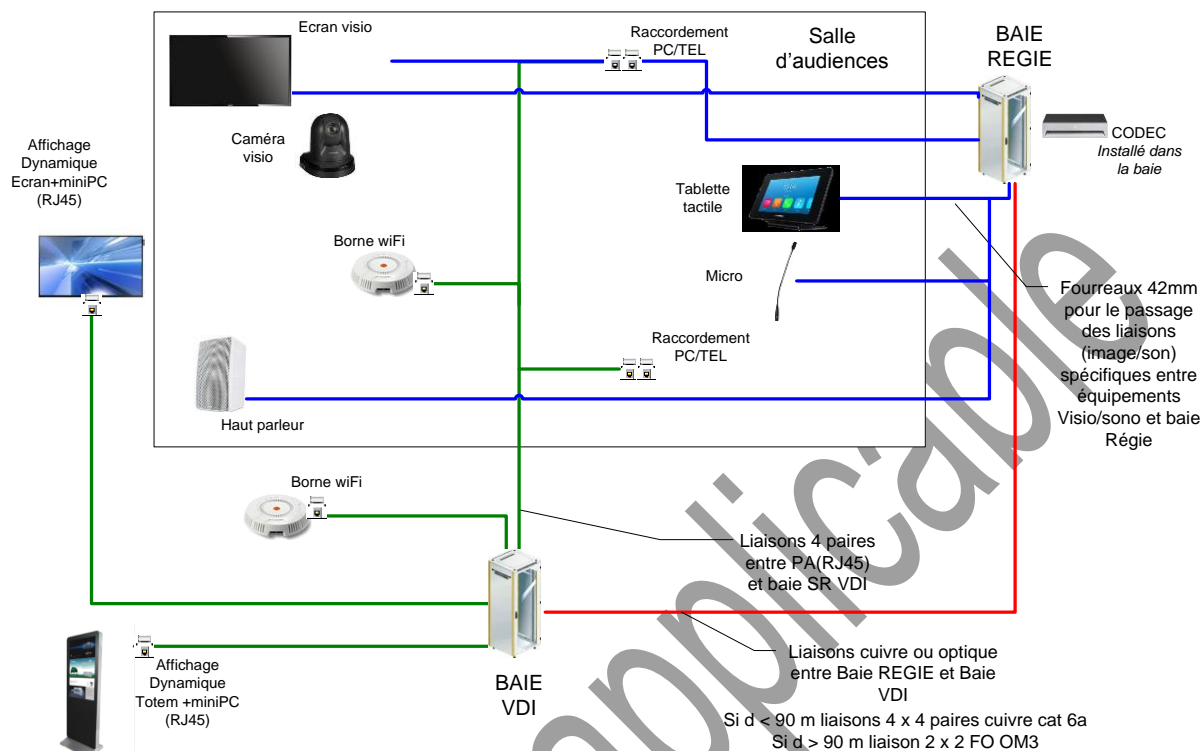 Ecran visio
Raccordement
PC/TEL
Salle
d'audiences
BAIE
REGIE
Caméra
visio
CODEC
Installé dans
la baie
Affichage
Dynamique
Ecran+miniPC
(RJ45)
Tablette
tactile
Borne wiFi
Micro
Fourreaux 42mm
pour le passage
des liaisons
(image/son)
spécifiques entre
équipements
Visio/sono et baie
Régie
Raccordement
PC/TEL
Haut parleur
Borne wiFi
Liaisons 4 paires
entre PA(RJ45)
et baie SR VDI
Liaisons cuivre ou optique
entre Baie REGIE et Baie
VDI
Si d < 90 m liaisons 4 x 4 paires cuivre cat 6a
Si d > 90 m liaison 2 x 2 FO OM3
Affichage
Dynamique
Totem +miniPC
(RJ45)
BAIE
VDI
applicable